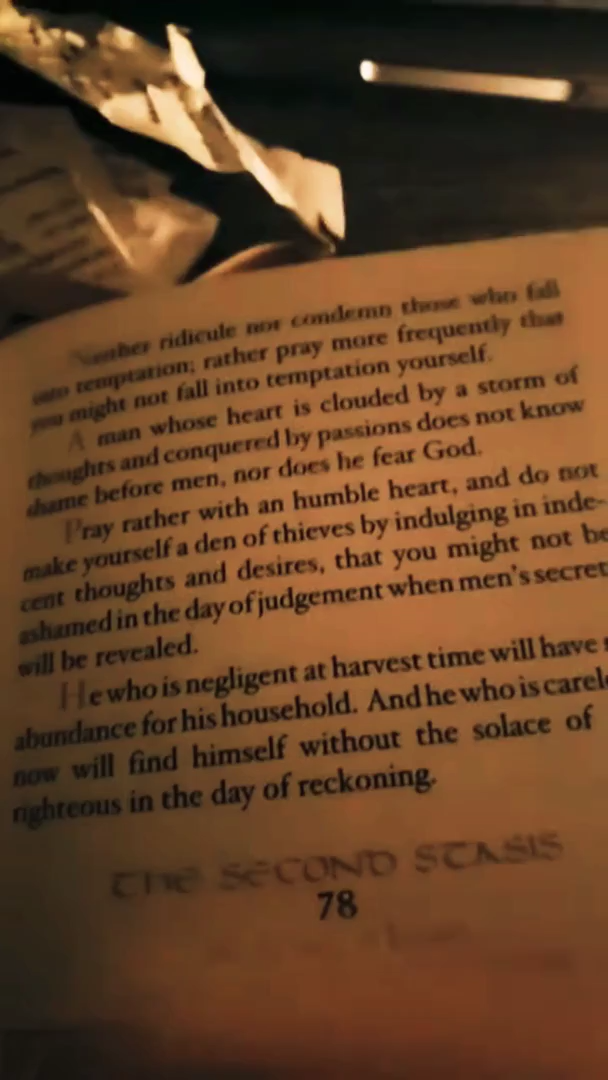 Neither ridicule nor condemn those who fall
into temptation; rather pray more frequently that
you might not fall into temptation yourself.
A man whose heart is clouded by a storm of
thoughts and conquered by passions does not know
shame before men, nor does he fear God.
Pray rather with an humble heart, and do not
make yourself a den of thieves by indulging in inde-
cent thoughts and desires, that you might not be
ashamed in the day of judgement when men's secret
will be revealed.
He who is negligent at harvest time will have
abundance for his household. And he who is carel
now will find himself without the solace of
righteous in the day of reckoning.
THE SECOND STASIS
78